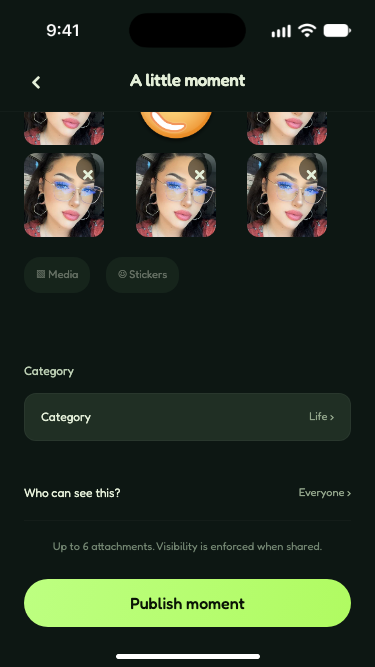 9:41
A little moment
Media
Stickers
Category
Category
Life ›
Who can see this?
Everyone ›
Up to 6 attachments. Visibility is enforced when shared.
Publish moment